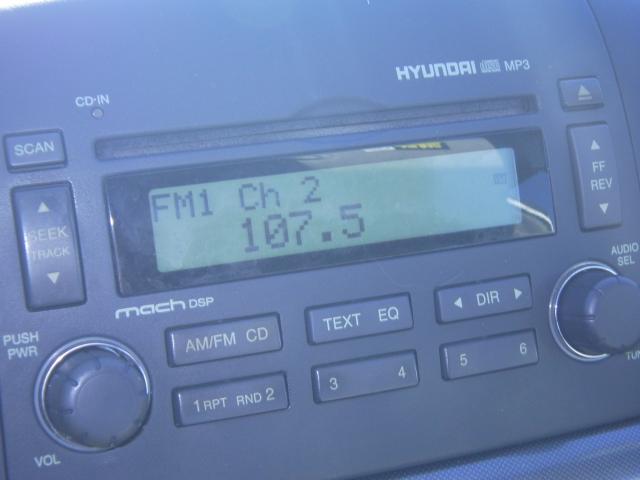 HYUNDAI MP3
CD-IN
SCAN
FM1 Ch 2
107.5
SEEK
TRACK
FF
REV
mach DSP
AM/FM CD
TEXT EQ
DIR
AUDIO
SEL
PUSH
PWR
1 RPT RND 2
3 4
5 6
VOL